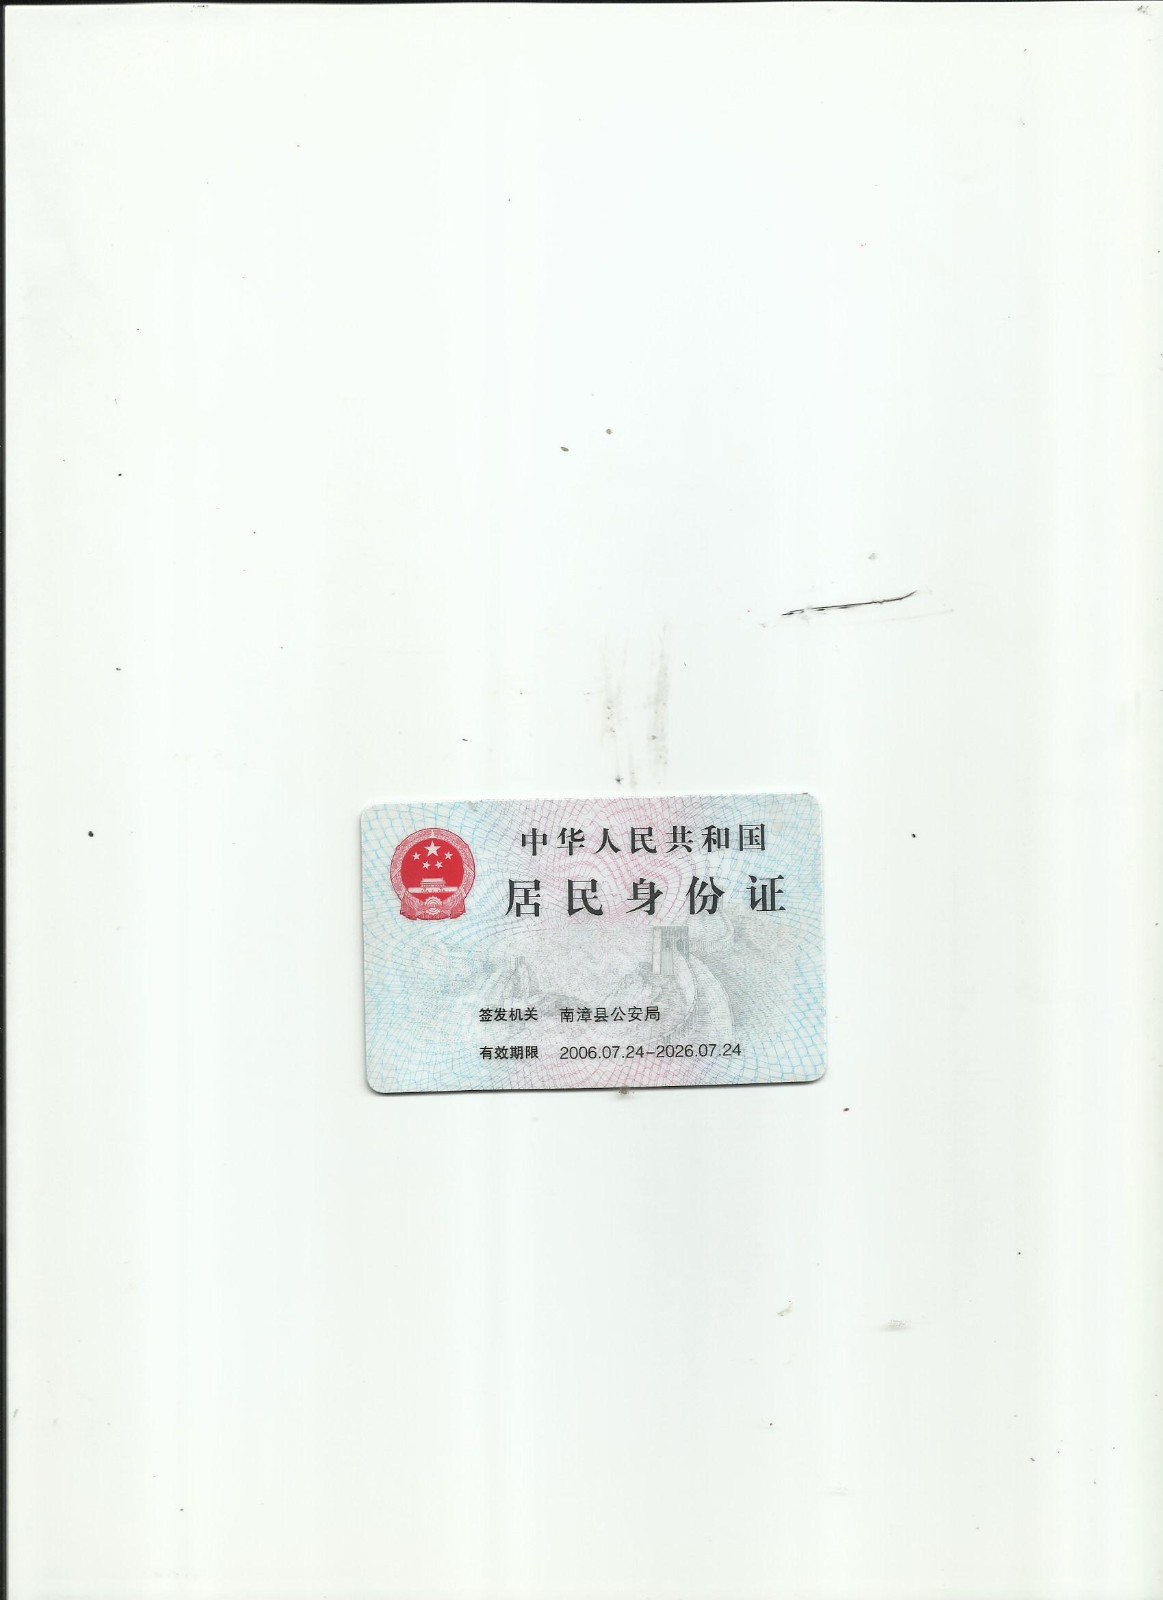 中华人民共和国
居民身份证
签发机关 南漳县公安局
有效期限 2006.07.24-2026.07.24